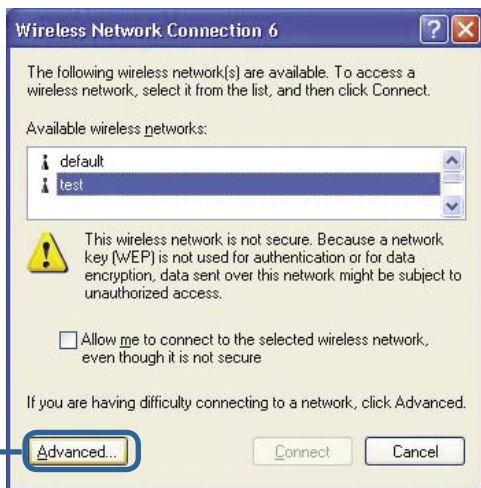 Wireless Network Connection 6
The following wireless network(s) are available. To access a
wireless network, select it from the list, and then click Connect.
Available wireless networks:
default
test
This wireless network is not secure. Because a network
key (WEP) is not used for authentication or for data
encryption, data sent over this network might be subject to
unauthorized access.
Allow me to connect to the selected wireless network,
even though it is not secure
If you are having difficulty connecting to a network, click Advanced.
Advanced... Connect Cancel